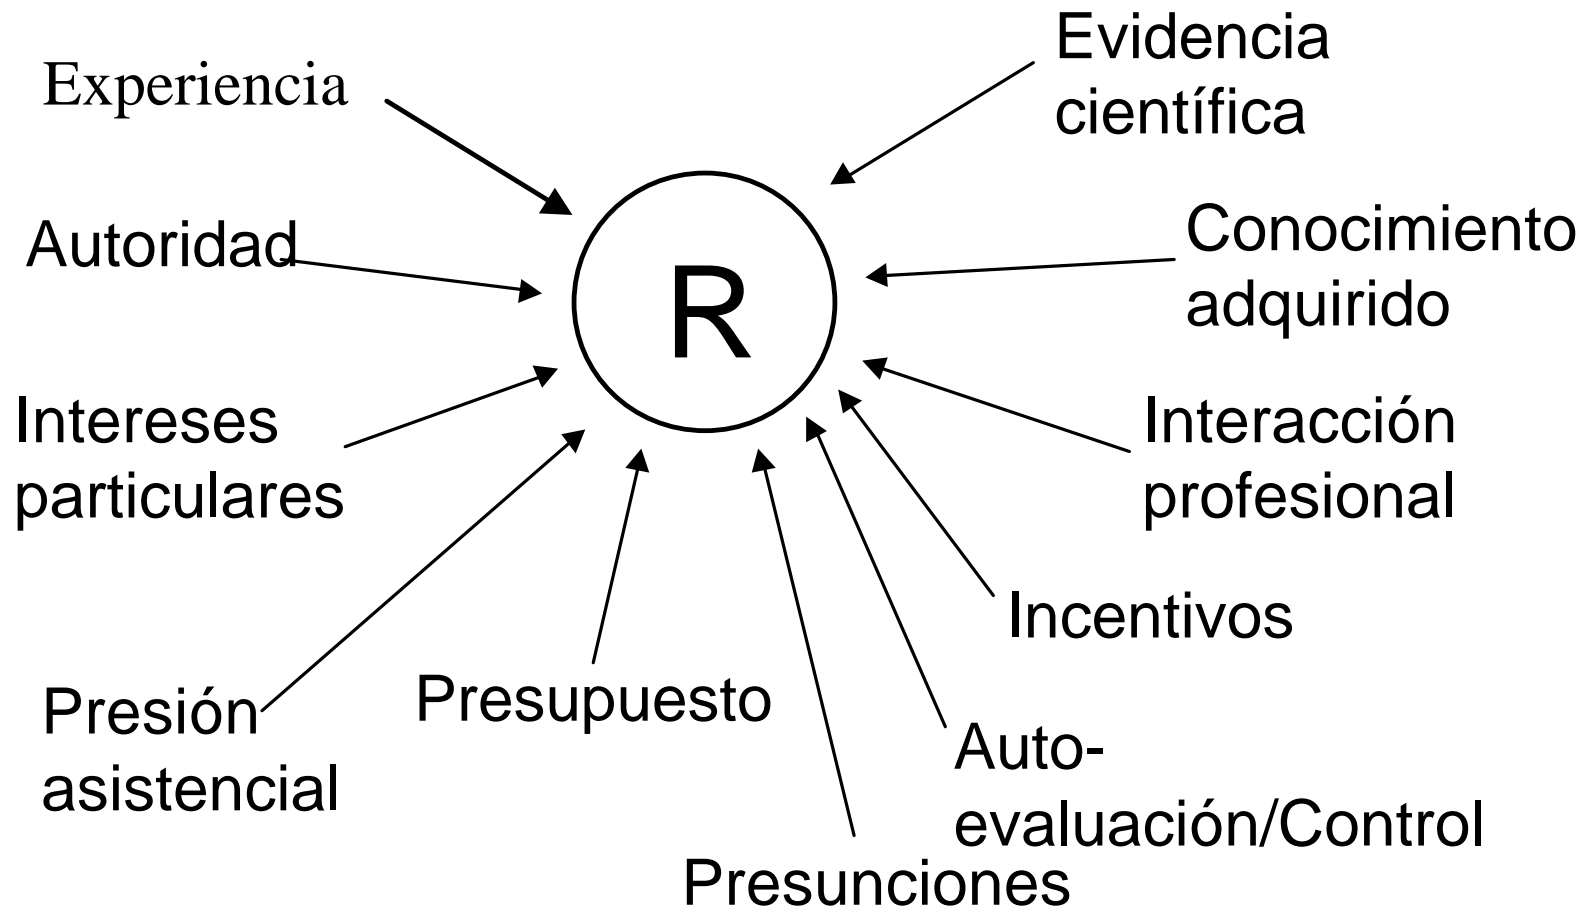 Experiencia
Evidencia
científica
Autoridad
R
Conocimiento
adquirido
Intereses
particulares
Interacción
profesional
Incentivos
Presión
asistencial
Presupuesto
Auto-
evaluación/Control
Presunciones